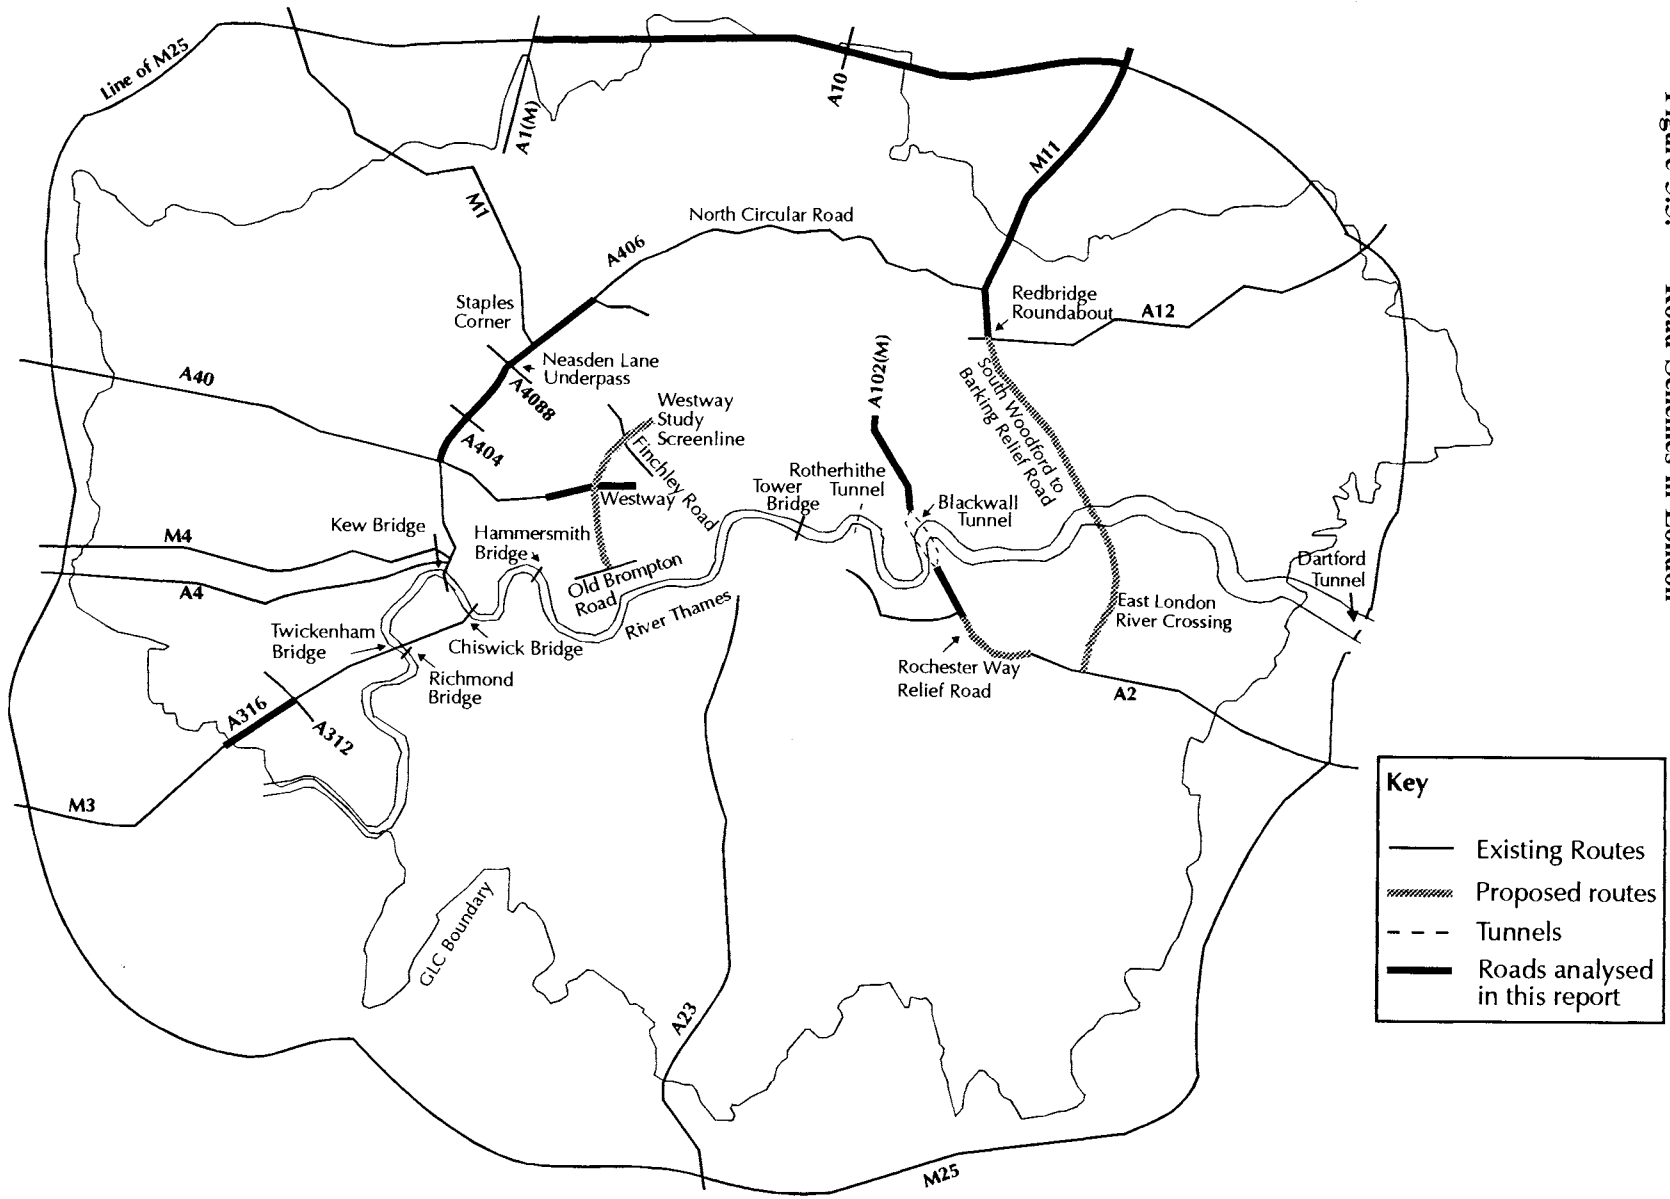 Line of M25
A1(M)
A10
M11
M1
North Circular Road
A406
Staples
Corner
Redbridge
Roundabout
A12
Neasden Lane
Underpass
A40
A4088
A404
A102(M)
South Woodford to
Barking Relief Road
Westway
Study
Screenline
Finchley Road
Westway
Rotherhithe
Tunnel
Tower
Bridge
Blackwall
Tunnel
Kew Bridge
Hammersmith
Bridge
M4
A4
Old Brompton
Road
River Thames
Dartford
Tunnel
East London
River Crossing
Twickenham
Bridge
Chiswick Bridge
Richmond
Bridge
Rochester Way
Relief Road
A2
A316
A312
M3
GLC Boundary
A23
M25
Key
Existing Routes
Proposed routes
Tunnels
Roads analysed
in this report